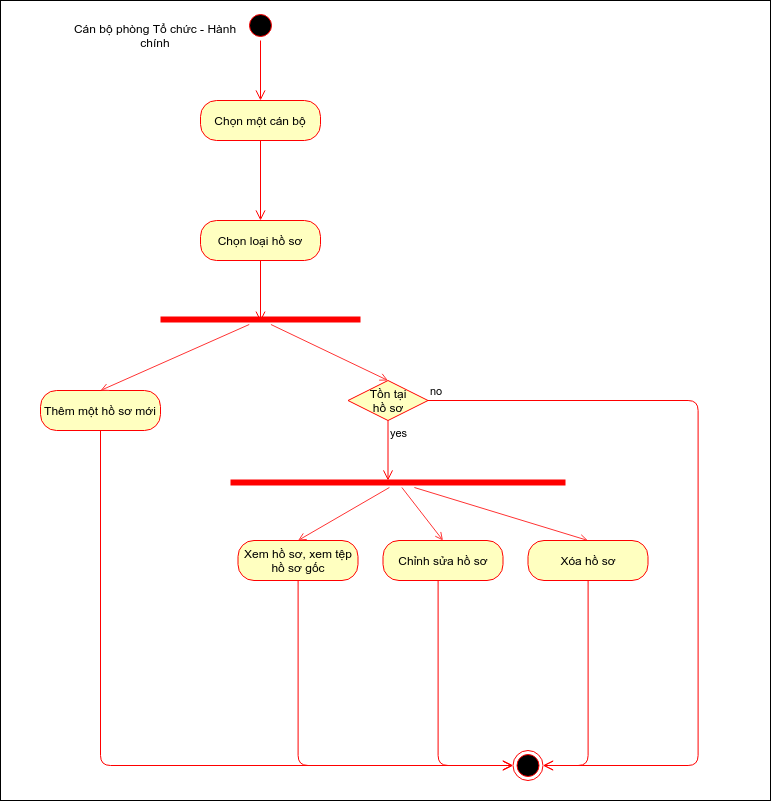 Cán bộ phòng Tổ chức - Hành
chính
Chọn một cán bộ
Chọn loại hồ sơ
Thêm một hồ sơ mới
Tồn tại
hồ sơ
no
yes
Xem hồ sơ, xem tệp
hồ sơ gốc
Chỉnh sửa hồ sơ
Xóa hồ sơ